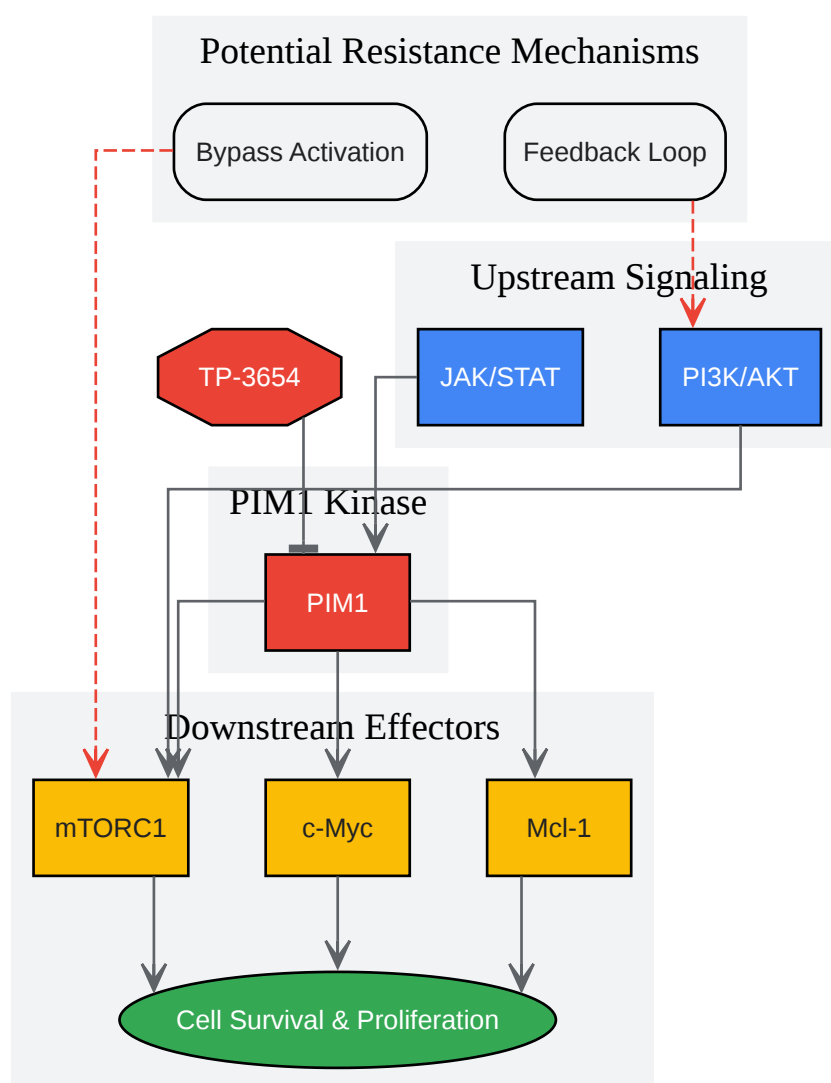 Potential Resistance Mechanisms
Bypass Activation
Feedback Loop
Upstream Signaling
TP-3654
JAK/STAT
PI3K/AKT
PIM1 Kinase
PIM1
Downstream Effectors
mTORC1
c-Myc
Mcl-1
Cell Survival & Proliferation